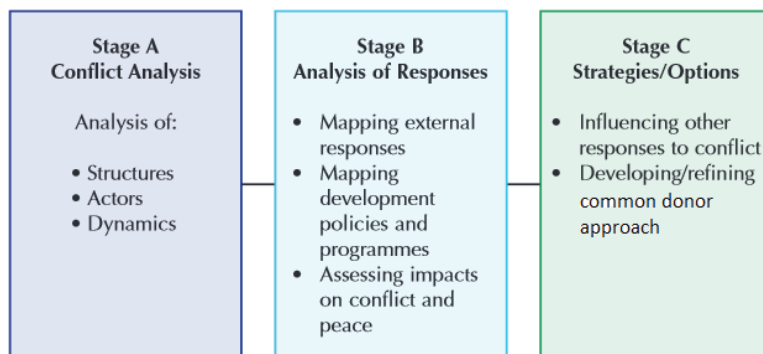 Stage A
Conflict Analysis
Analysis of:
• Structures
• Actors
• Dynamics
Stage B
Analysis of Responses
• Mapping external
responses
• Mapping
development
policies and
programmes
• Assessing impacts
on conflict and
peace
Stage C
Strategies/Options
• Influencing other
responses to conflict
• Developing/refining
common donor
approach